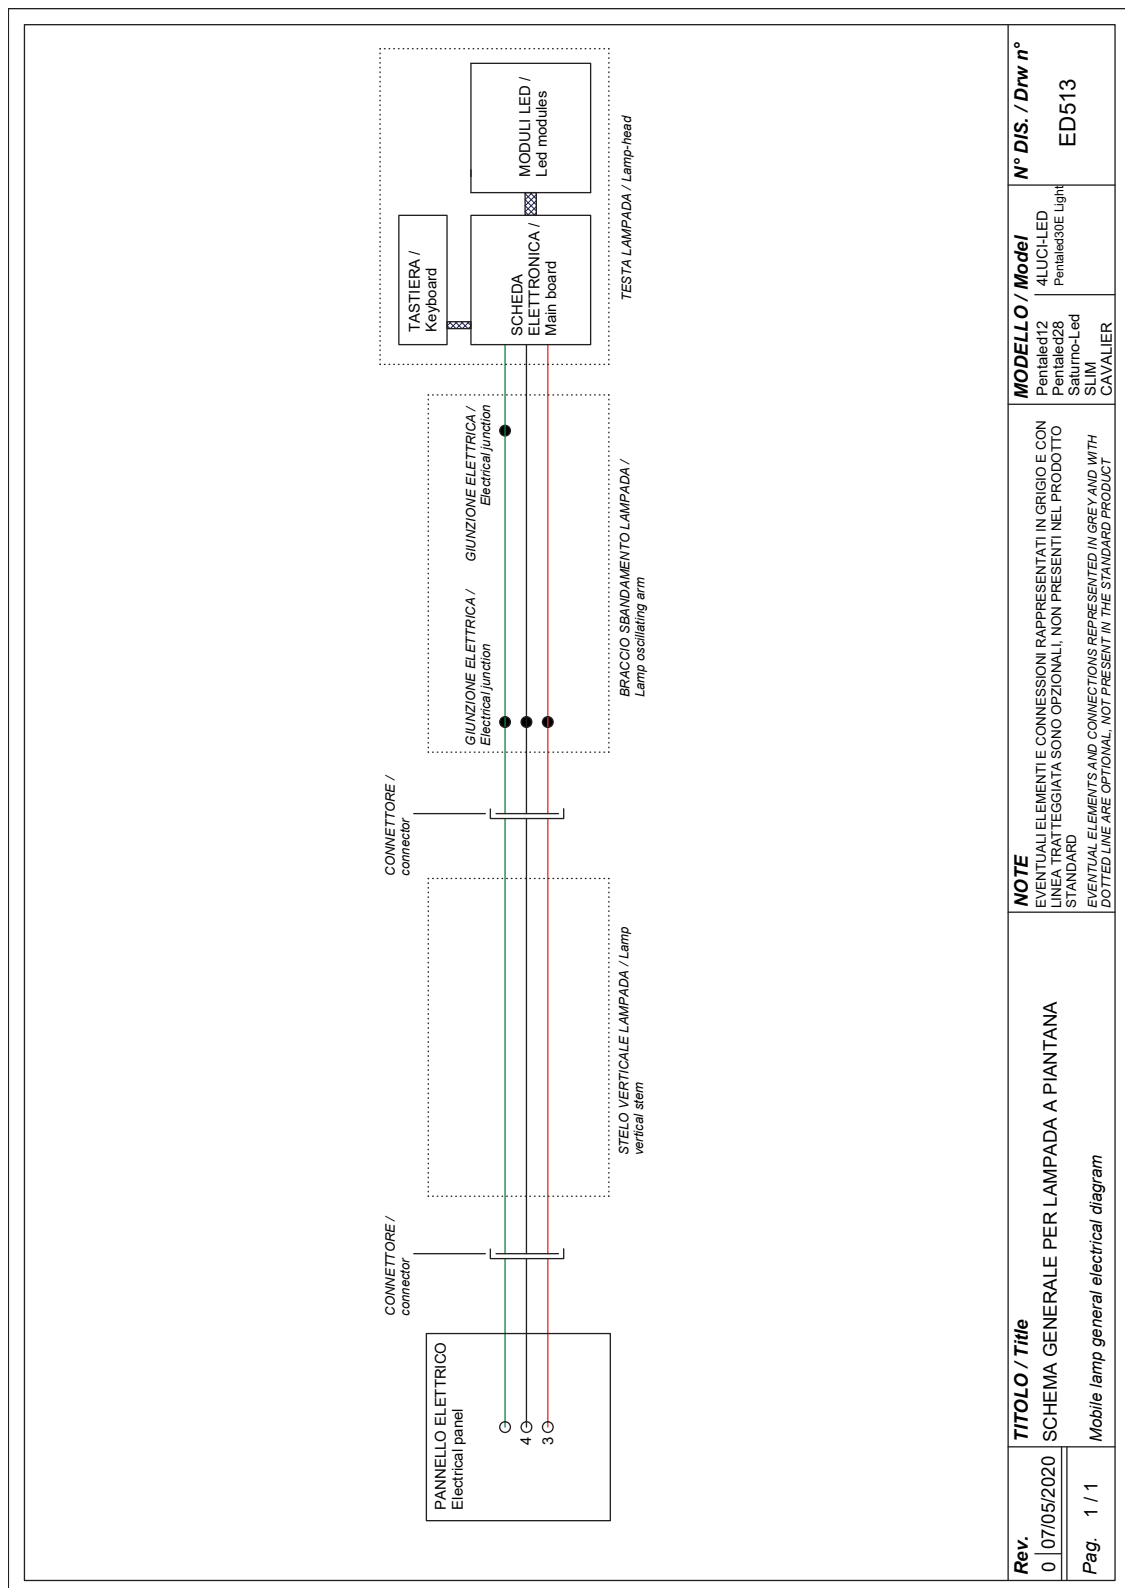 PANNELLO ELETTRICO
Electrical panel
4
3
CONNETTORE /
connector
STELO VERTICALE LAMPADA / Lamp
vertical stem
CONNETTORE /
connector
GIUNZIONE ELETTRICA /
Electrical junction
GIUNZIONE ELETTRICA /
Electrical junction
BRACCIO SBANDAMENTO LAMPADA /
Lamp oscillating arm
TASTIERA /
Keyboard
SCHEDA
ELETTRONICA /
Main board
MODULI LED /
Led modules
TESTA LAMPADA / Lamp-head
Rev.
0 07/05/2020
Pag. 1 / 1
TITOLO / Title
SCHEMA GENERALE PER LAMPADA A PIANTANA
Mobile lamp general electrical diagram
NOTE
EVENTUALI ELEMENTI E CONNESSIONI RAPPRESENTATI IN GRIGIO E CON
LINEA TRATTEGGIATA SONO OPZIONALI, NON PRESENTI NEL PRODOTTO
STANDARD
EVENTUAL ELEMENTS AND CONNECTIONS REPRESENTED IN GREY AND WITH
DOTTED LINE ARE OPTIONAL, NOT PRESENT IN THE STANDARD PRODUCT
MODELLO / Model
Pentaled12
Pentaled28
Saturno-Led
SLIM
CAVALIER
4LUCI-LED
Pentaled30E Light
N° DIS. / Drw n°
ED513